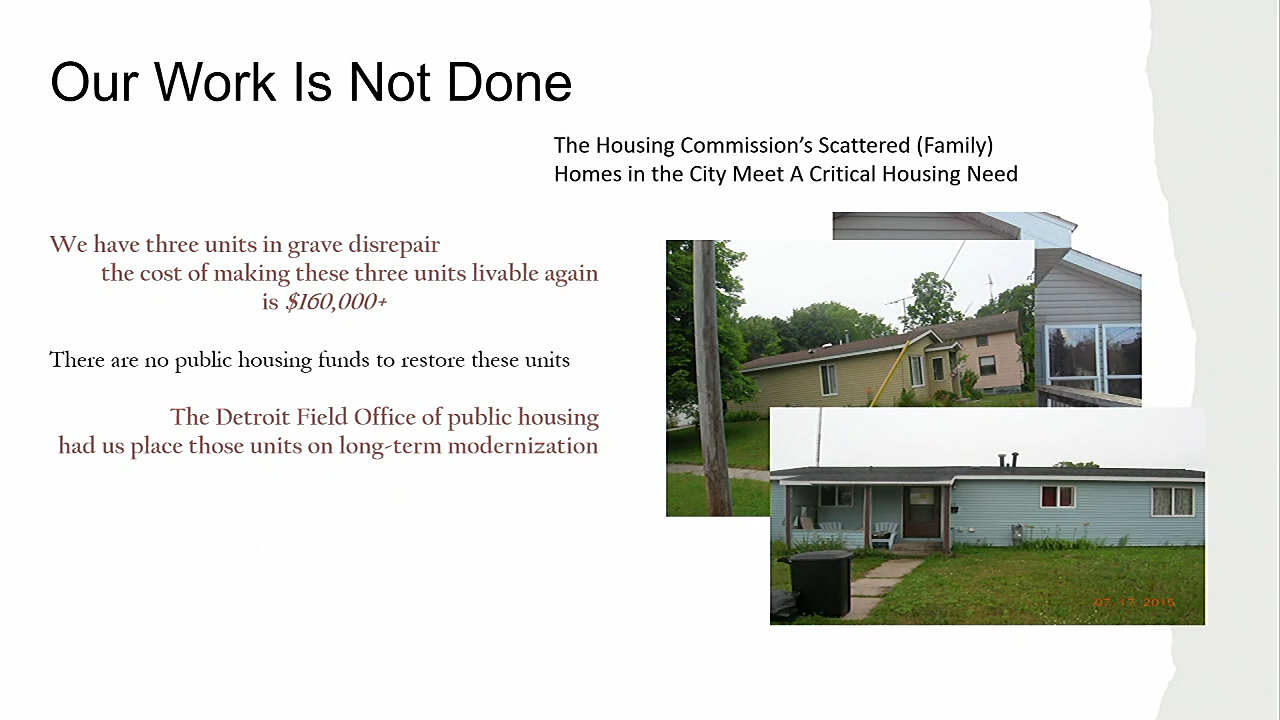 Our Work Is Not Done
The Housing Commission’s Scattered (Family)
Homes in the City Meet A Critical Housing Need
We have three units in grave disrepair
the cost of making these three units livable again
is $160,000+
There are no public housing funds to restore these units
The Detroit Field Office of public housing
had us place those units on long-term modernization
07 17 2015